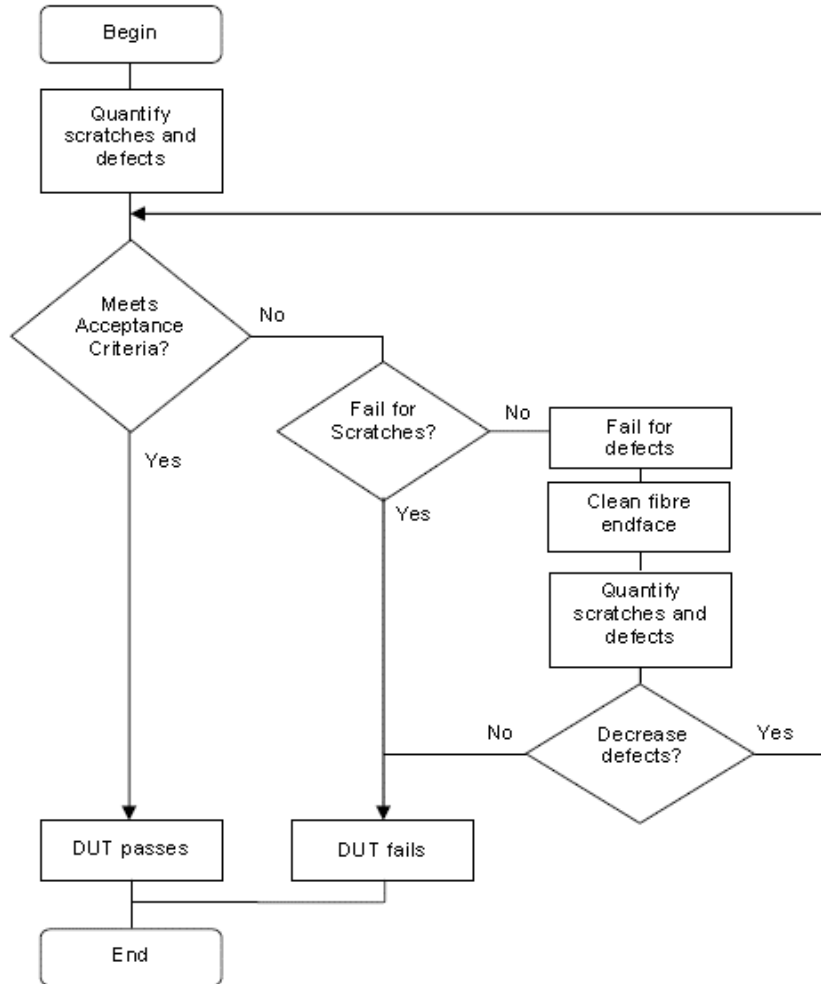 Begin
Quantify
scratches and
defects
Meets
Acceptance
Criteria?
No
Yes
Fail for
Scratches?
No
Yes
Fail for
defects
Clean fibre
endface
Quantify
scratches and
defects
Decrease
defects?
No
Yes
DUT passes
DUT fails
End